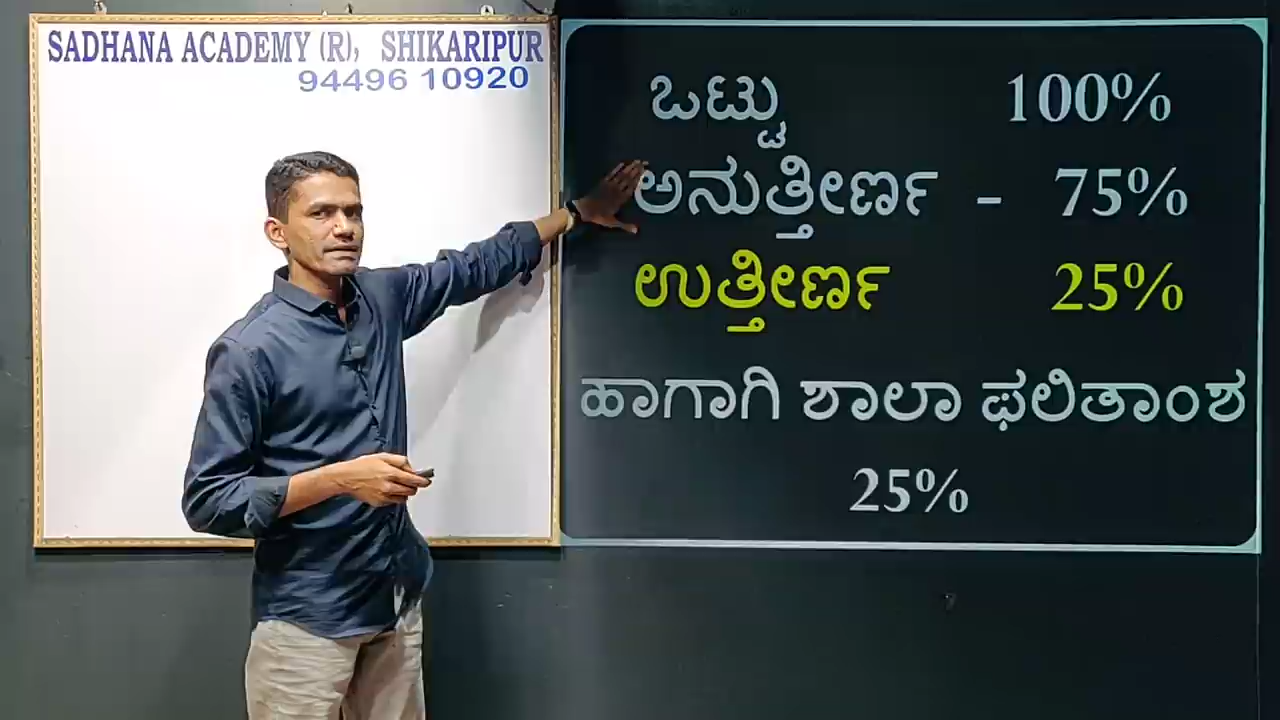 SADHANA ACADEMY (R), SHIKARIPUR
94496 10920
ಒಟ್ಟು 100%
ಅನುತ್ತೀರ್ಣ - 75%
ಉತ್ತೀರ್ಣ 25%
ಹಾಗಾಗಿ ಶಾಲಾ ಫಲಿತಾಂಶ
25%